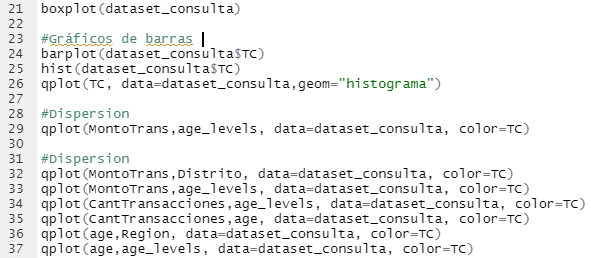 21 boxplot(dataset_consulta)
22
23 #Gráficos de barras
24 barplot(dataset_consulta$TC)
25 hist(dataset_consulta$TC)
26 qplot(TC, data=dataset_consulta,geom="histograma")
27
28 #Dispersion
29 qplot(MontoTrans,age_levels, data=dataset_consulta, color=TC)
30
31 #Dispersion
32 qplot(MontoTrans,Distrito, data=dataset_consulta, color=TC)
33 qplot(MontoTrans,age_levels, data=dataset_consulta, color=TC)
34 qplot(CantTransacciones,age_levels, data=dataset_consulta, color=TC)
35 qplot(CantTransacciones,age, data=dataset_consulta, color=TC)
36 qplot(age,Region, data=dataset_consulta, color=TC)
37 qplot(age,age_levels, data=dataset_consulta, color=TC)